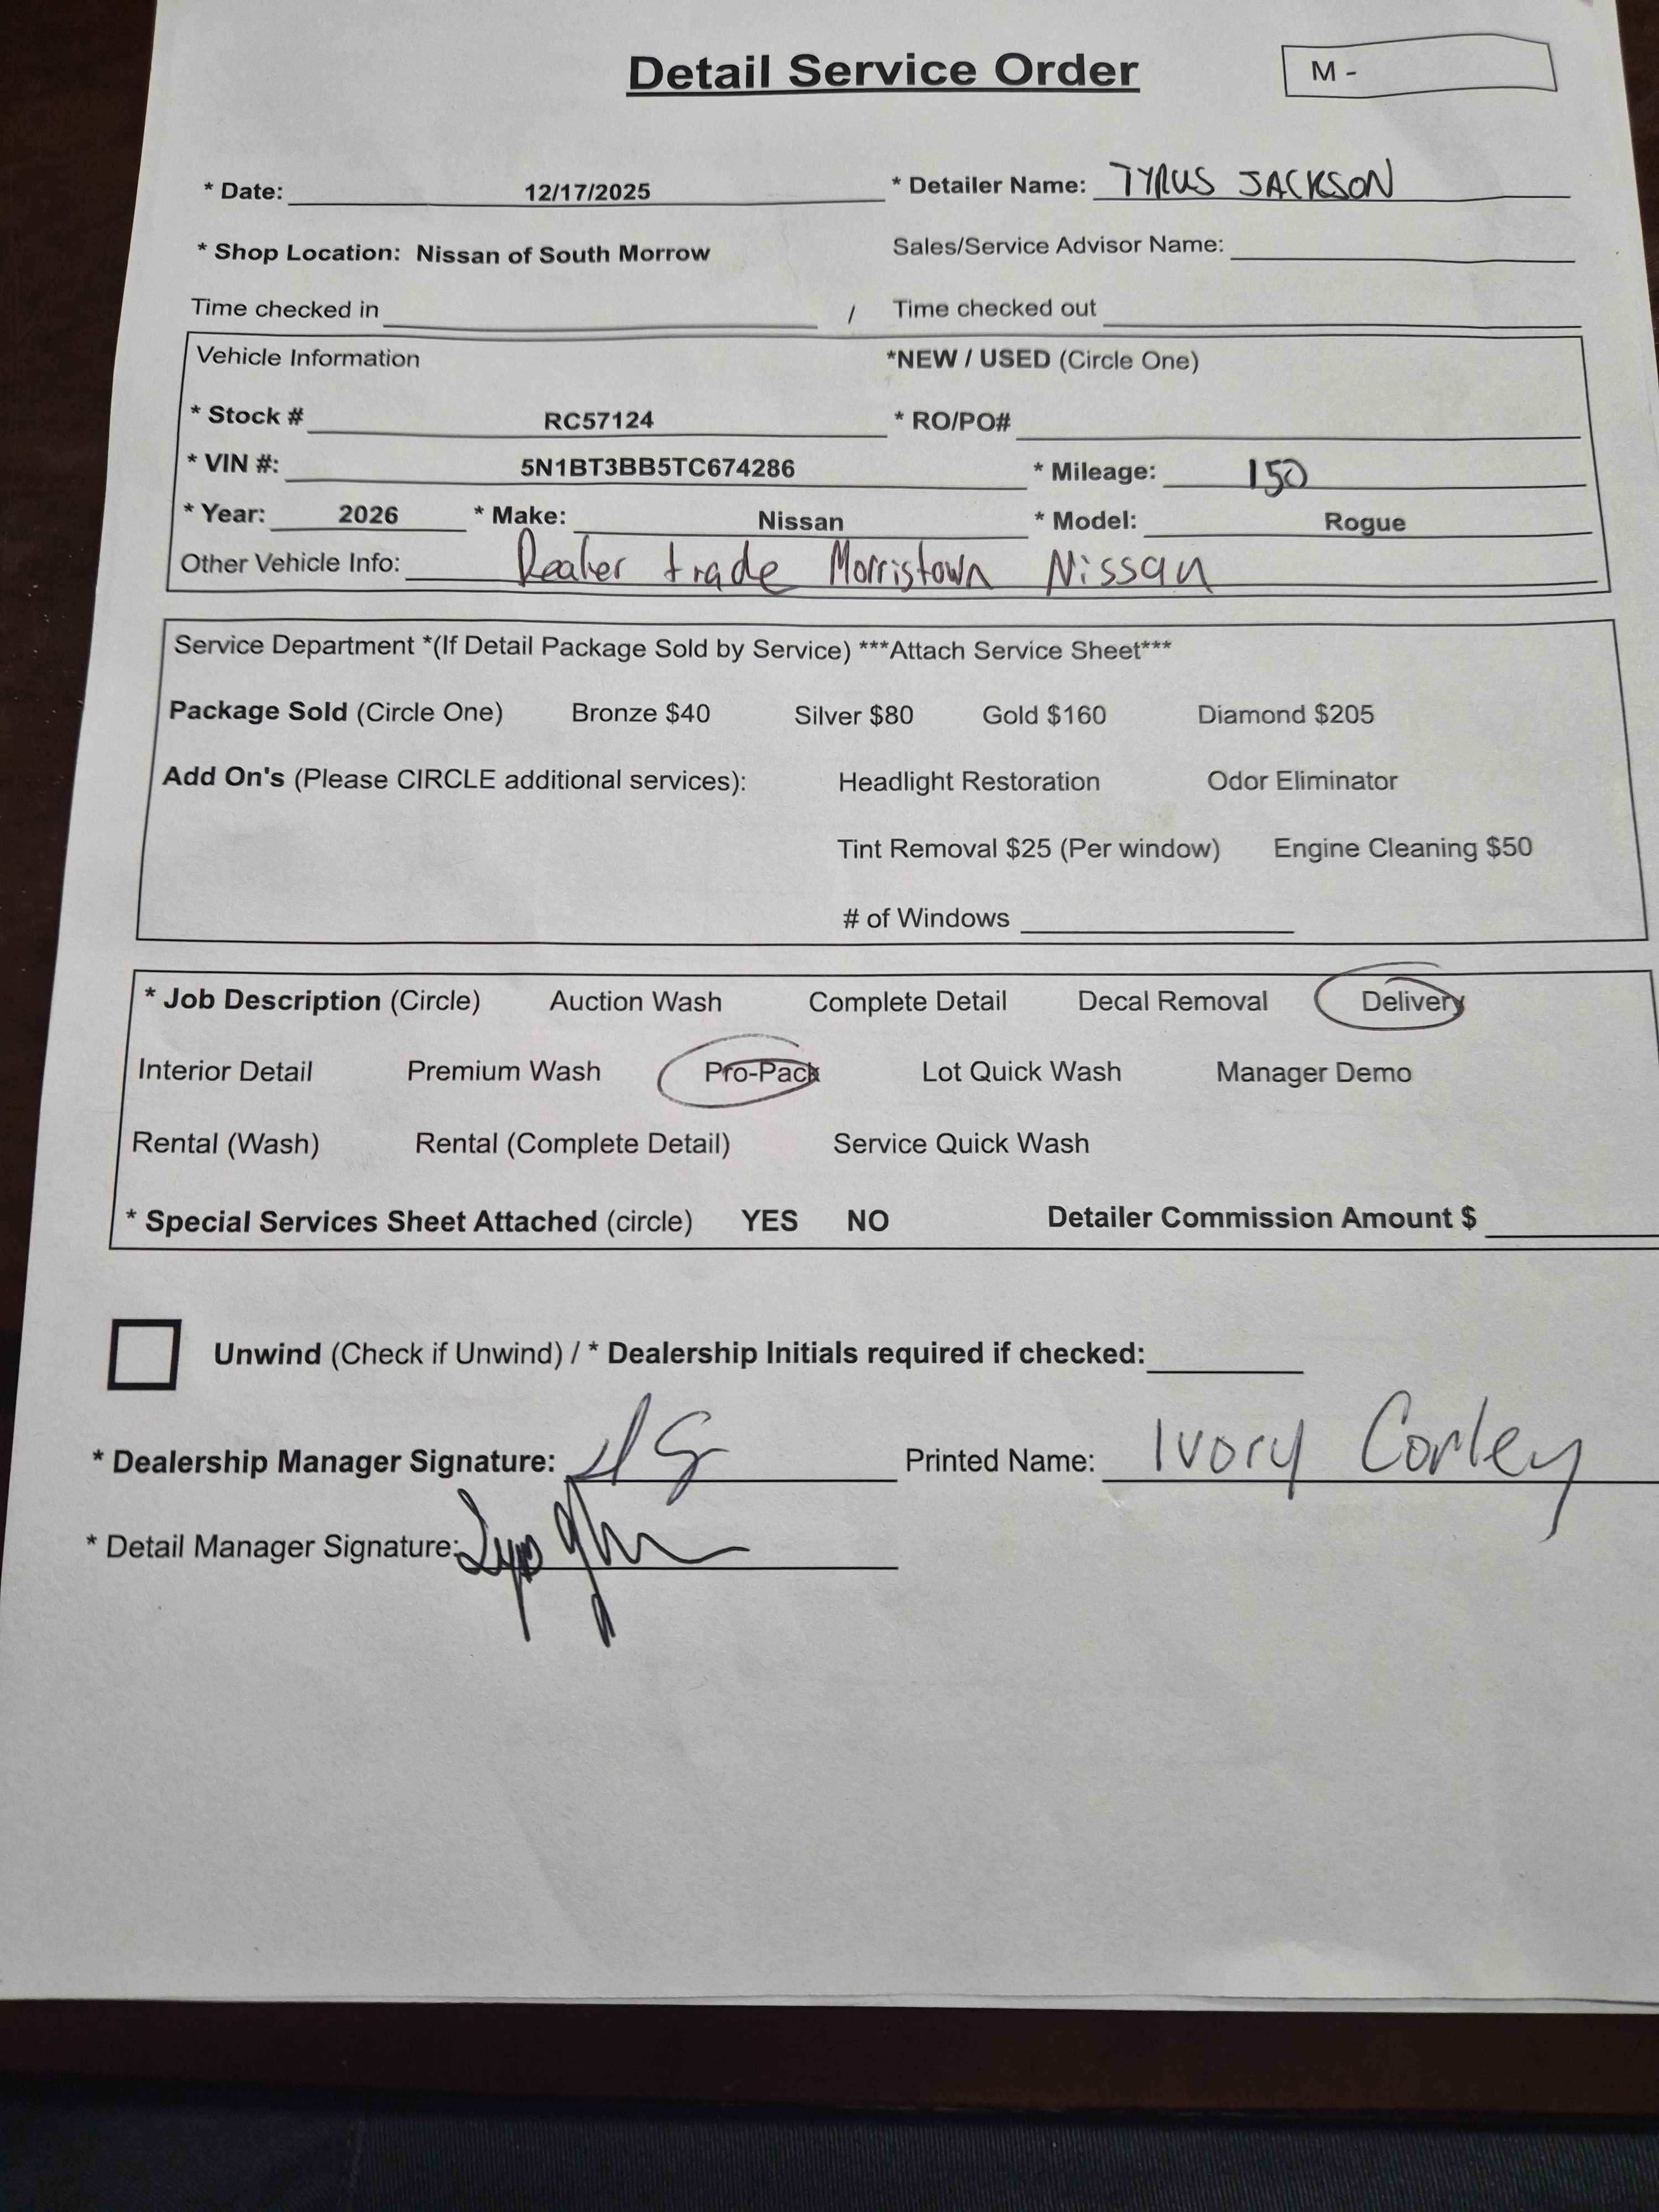 Detail Service Order
M -
* Date: 12/17/2025 * Detailer Name: TYRUS JACKSON
* Shop Location: Nissan of South Morrow Sales/Service Advisor Name:
Time checked in / Time checked out
Vehicle Information *NEW / USED (Circle One)
* Stock # RC57124 * RO/PO#
* VIN #: 5N1BT3BB5TC674286 * Mileage: 150
* Year: 2026 * Make: Nissan * Model: Rogue
Other Vehicle Info: Dealer trade Morristown Nissan
Service Department *(If Detail Package Sold by Service) ***Attach Service Sheet***
Package Sold (Circle One) Bronze $40 Silver $80 Gold $160 Diamond $205
Add On's (Please CIRCLE additional services): Headlight Restoration Odor Eliminator
Tint Removal $25 (Per window) Engine Cleaning $50
# of Windows
* Job Description (Circle) Auction Wash Complete Detail Decal Removal Delivery
Interior Detail Premium Wash Pro-Pack Lot Quick Wash Manager Demo
Rental (Wash) Rental (Complete Detail) Service Quick Wash
* Special Services Sheet Attached (circle) YES NO Detailer Commission Amount $
Unwind (Check if Unwind) / * Dealership Initials required if checked:
* Dealership Manager Signature: Printed Name: Ivory Corley
* Detail Manager Signature: